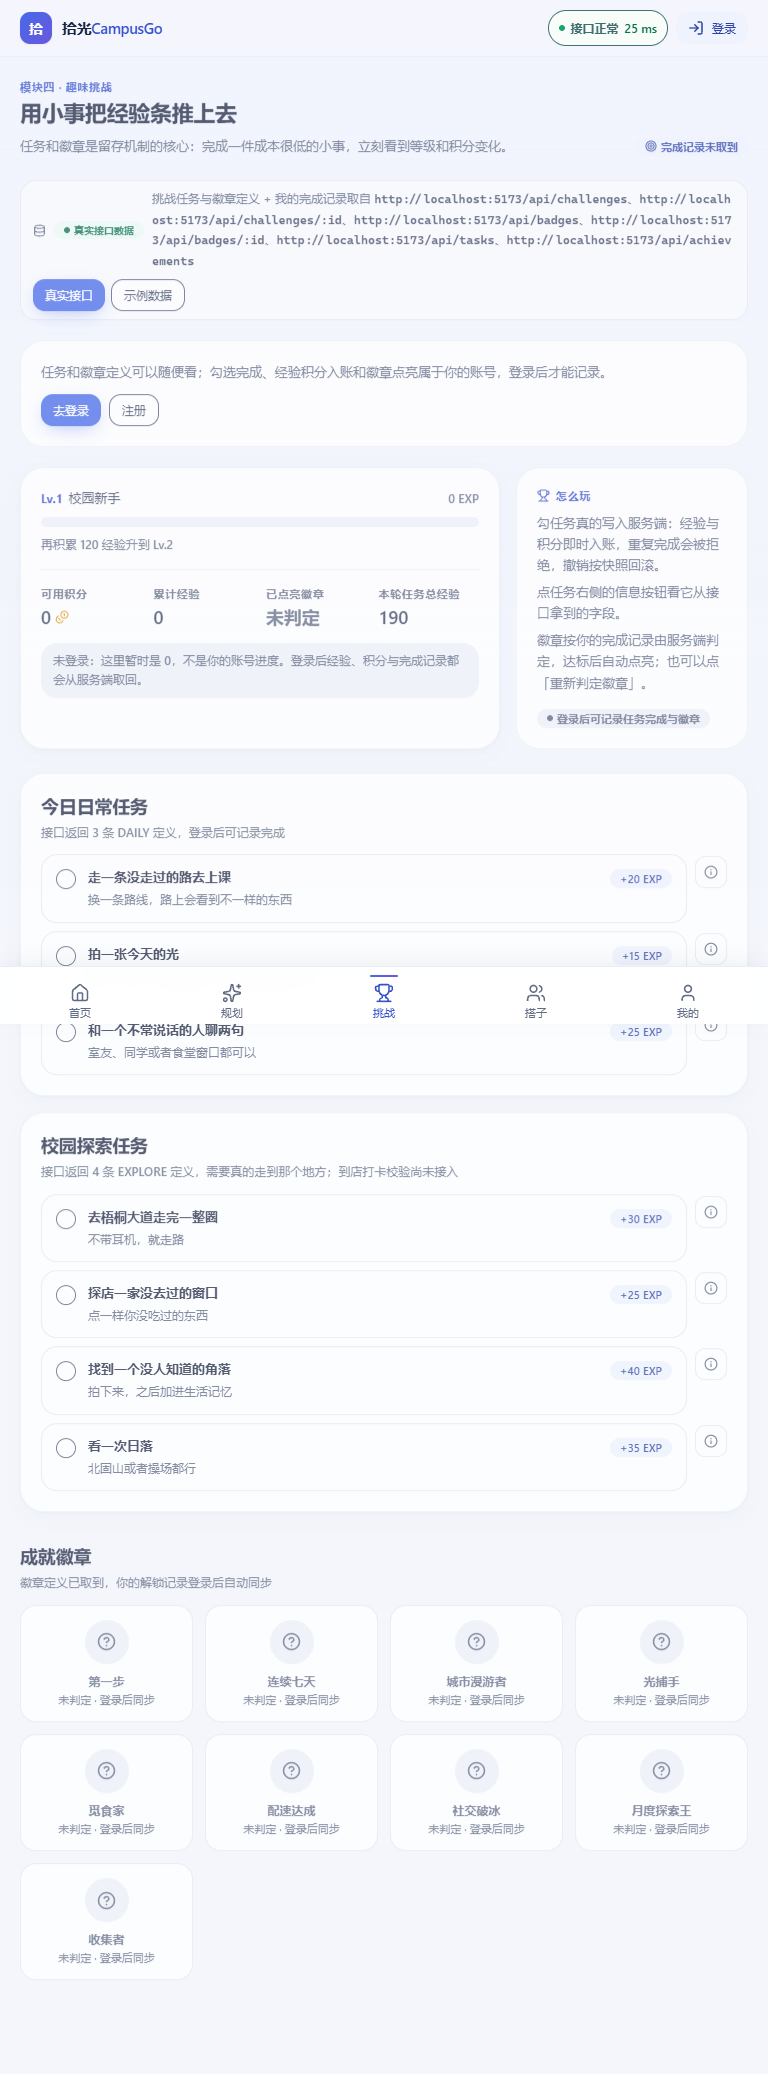 拾 拾光CampusGo
接口正常 25 ms
登录
模块四 · 趣味挑战
用小事把经验条推上去
任务和徽章是留存机制的核心：完成一件成本很低的小事，立刻看到等级和积分变化。
完成记录未取到
真实接口数据
挑战任务与徽章定义 + 我的完成记录取自 http://localhost:5173/api/challenges、http://localh
ost:5173/api/challenges/:id、http://localhost:5173/api/badges、http://localhost:517
3/api/badges/:id、http://localhost:5173/api/tasks、http://localhost:5173/api/achiev
ements
真实接口
示例数据
任务和徽章定义可以随便看；勾选完成、经验积分入账和徽章点亮属于你的账号，登录后才能记录。
去登录
注册
Lv.1 校园新手
0 EXP
再积累 120 经验升到 Lv.2
可用积分
0
累计经验
0
已点亮徽章
未判定
本轮任务总经验
190
未登录：这里暂时是 0，不是你的账号进度。登录后经验、积分与完成记录都
会从服务端取回。
怎么玩
勾任务真的写入服务端：经验与
积分即时入账，重复完成会被拒
绝，撤销按快照回滚。
点任务右侧的信息按钮看它从接
口拿到的字段。
徽章按你的完成记录由服务端判
定，达标后自动点亮；也可以点
「重新判定徽章」。
登录后可记录任务完成与徽章
今日日常任务
接口返回 3 条 DAILY 定义，登录后可记录完成
走一条没走过的路去上课
+20 EXP
换一条路线，路上会看到不一样的东西
拍一张今天的光
+15 EXP
首页
规划
挑战
搭子
我的
和一个不常说话的人聊两句
+25 EXP
室友、同学或者食堂窗口都可以
校园探索任务
接口返回 4 条 EXPLORE 定义，需要真的走到那个地方；到店打卡校验尚未接入
去梧桐大道走完一整圈
+30 EXP
不带耳机，就走路
探店一家没去过的窗口
+25 EXP
点一样你没吃过的东西
找到一个没人知道的角落
+40 EXP
拍下来，之后加进生活记忆
看一次日落
+35 EXP
北固山或者操场都行
成就徽章
徽章定义已取到，你的解锁记录登录后自动同步
第一步
未判定 · 登录后同步
连续七天
未判定 · 登录后同步
城市漫游者
未判定 · 登录后同步
光捕手
未判定 · 登录后同步
觅食家
未判定 · 登录后同步
配速达成
未判定 · 登录后同步
社交破冰
未判定 · 登录后同步
月度探索王
未判定 · 登录后同步
收集者
未判定 · 登录后同步